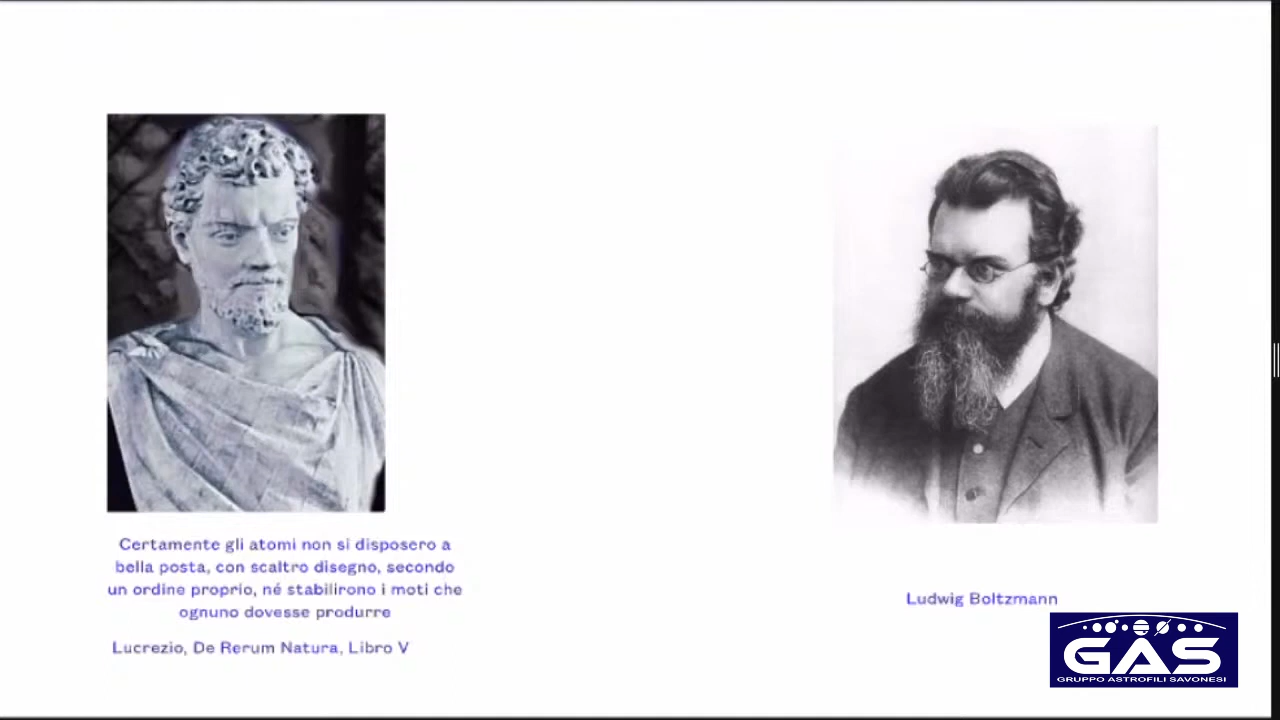 Certamente gli atomi non si disposero a
bella posta, con scaltro disegno, secondo
un ordine proprio, né stabilirono i moti che
ognuno dovesse produrre
Lucrezio, De Rerum Natura, Libro V
Ludwig Boltzmann
GAS
GRUPPO ASTROFILI SAVONESI